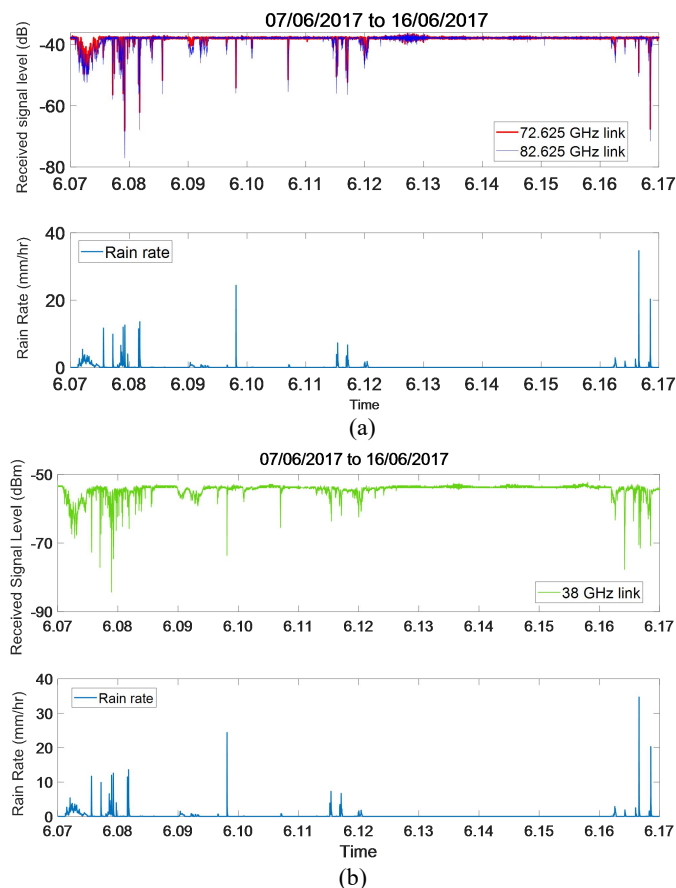 07/06/2017 to 16/06/2017
Received signal level (dB)
-40
-60
-80
72.625 GHz link
82.625 GHz link
6.07 6.08 6.09 6.10 6.11 6.12 6.13 6.14 6.15 6.16 6.17
Rain Rate (mm/hr)
40
20
0
Rain rate
6.07 6.08 6.09 6.10 6.11 6.12 6.13 6.14 6.15 6.16 6.17
Time
(a)
07/06/2017 to 16/06/2017
Received Signal Level (dBm)
-50
-70
-90
38 GHz link
6.07 6.08 6.09 6.10 6.11 6.12 6.13 6.14 6.15 6.16 6.17
Rain Rate (mm/hr)
40
30
20
10
0
Rain rate
6.07 6.08 6.09 6.10 6.11 6.12 6.13 6.14 6.15 6.16 6.17
Time
(b)